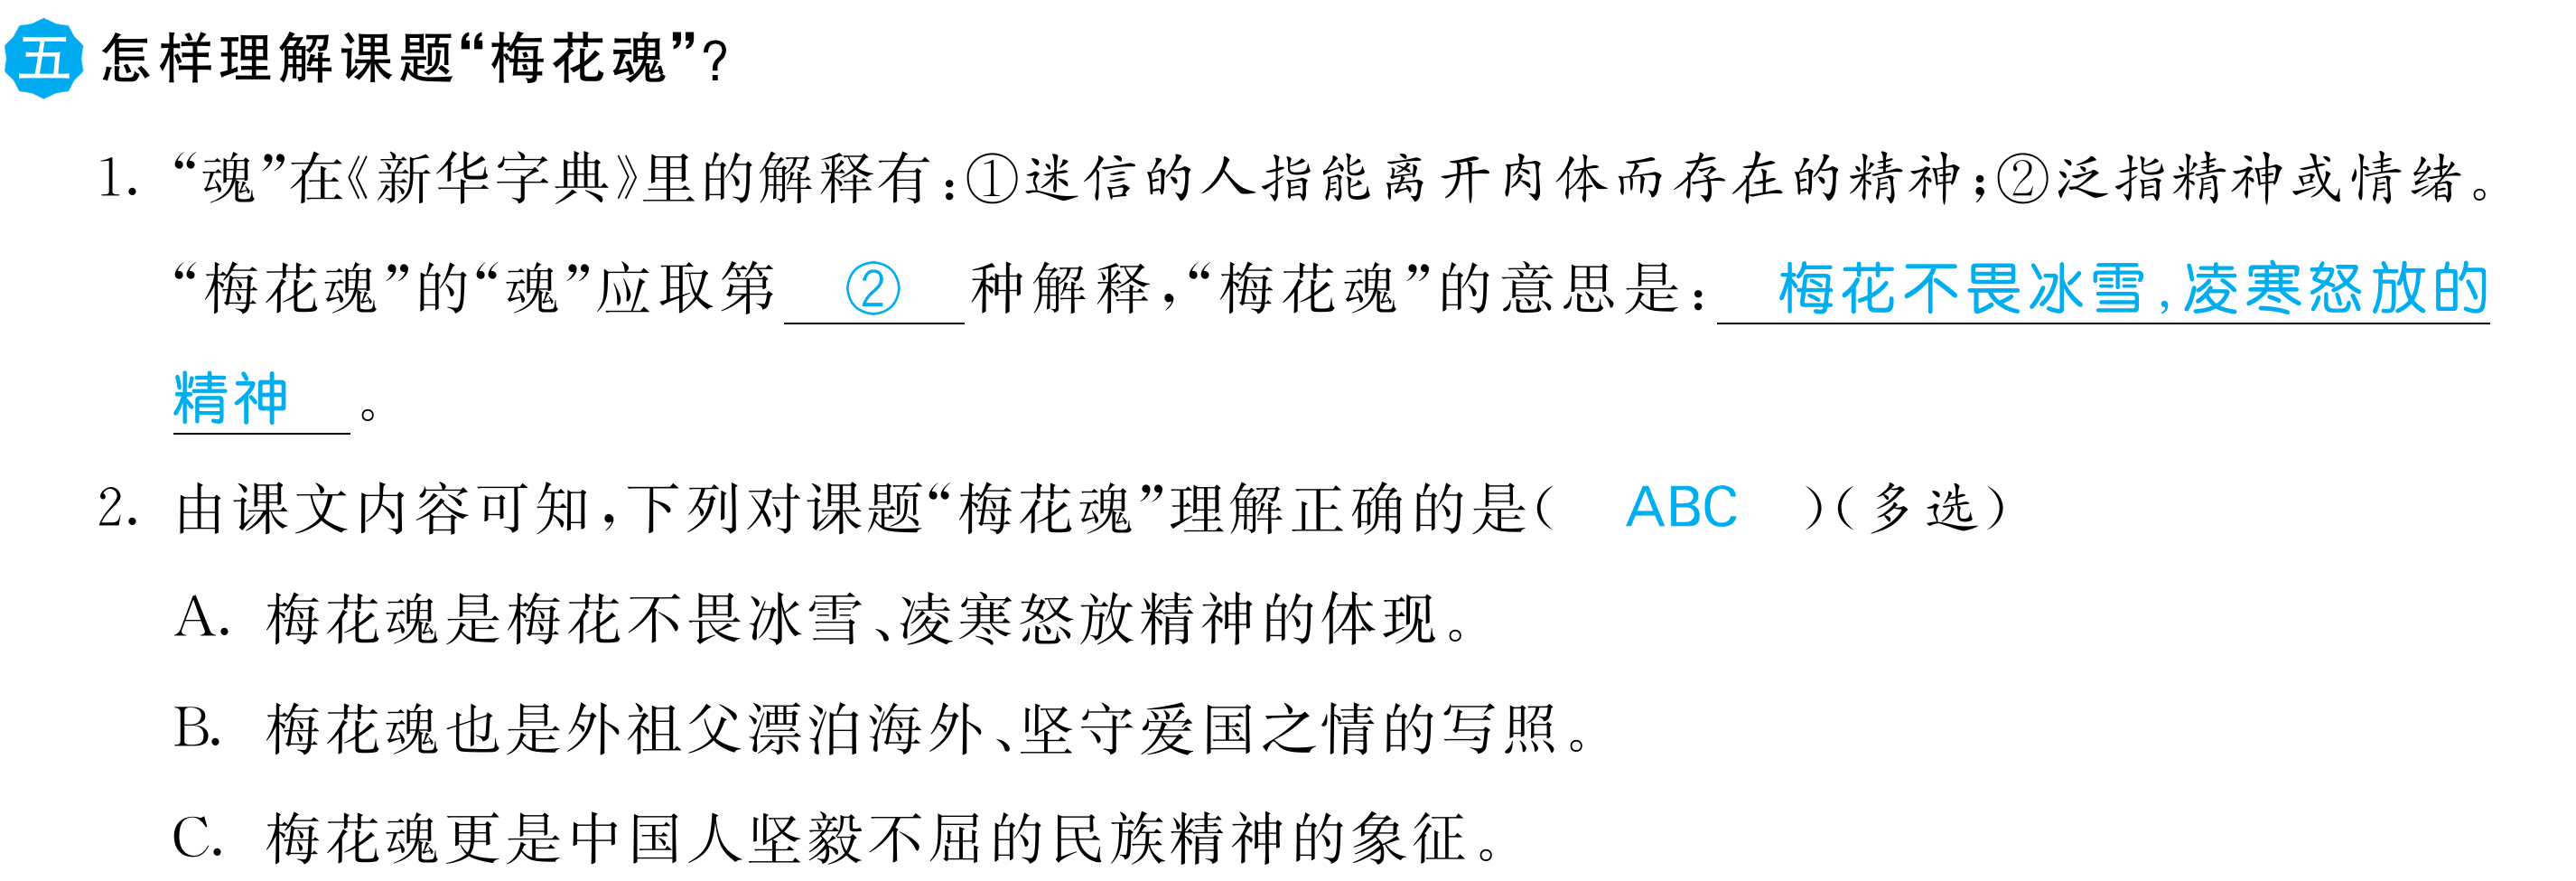 五 怎样理解课题“梅花魂”?
1. “魂”在《新华字典》里的解释有:①迷信的人指能离开肉体而存在的精神;②泛指精神或情绪。
“梅花魂”的“魂”应取第 ② 种解释,“梅花魂”的意思是: 梅花不畏冰雪,凌寒怒放的
精神 。
2. 由课文内容可知,下列对课题“梅花魂”理解正确的是( ABC )(多选)
A. 梅花魂是梅花不畏冰雪、凌寒怒放精神的体现。
B. 梅花魂也是外祖父漂泊海外、坚守爱国之情的写照。
C. 梅花魂更是中国人坚毅不屈的民族精神的象征。